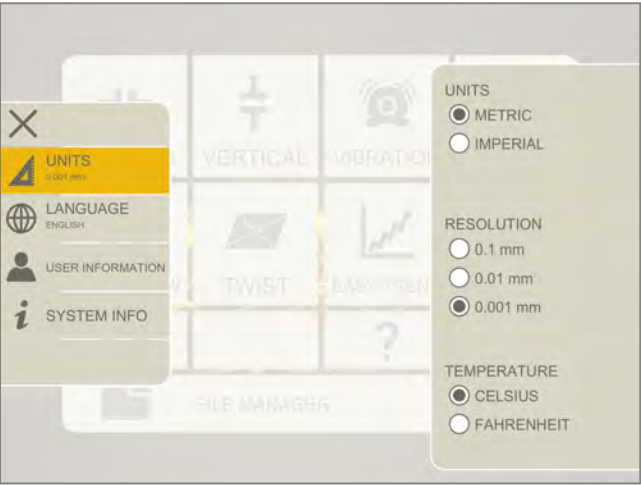 UNITS
0.001 mm
LANGUAGE
ENGLISH
USER INFORMATION
SYSTEM INFO
VERTICAL
TWIST
?
FILE MANAGER
UNITS
METRIC
IMPERIAL
RESOLUTION
0.1 mm
0.01 mm
0.001 mm
TEMPERATURE
CELSIUS
FAHRENHEIT